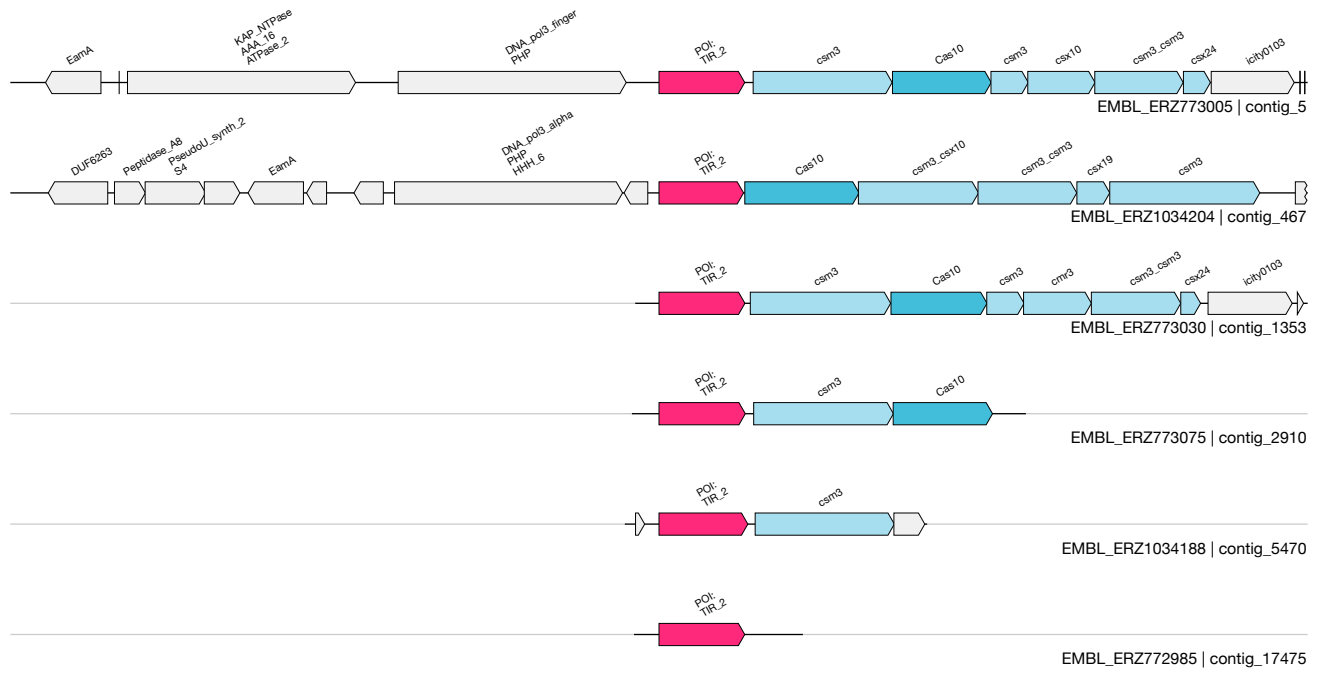 EamA
KAP_NTPase
AAA_16
ATPase_2
DNA_pol3_finger
PHP
POI:
TIR_2
csm3
Cas10
csm3
csx10
csm3_csm3
csx24
icity0103
EMBL_ERZ773005 | contig_5
DUF6263
Peptidase_A8
PseudoU_synth_2
S4
EamA
DNA_pol3_alpha
PHP
HHH_6
POI:
TIR_2
Cas10
csm3_csx10
csm3_csm3
csx19
csm3
EMBL_ERZ1034204 | contig_467
POI:
TIR_2
csm3
Cas10
csm3
cmr3
csm3_csm3
csx24
icity0103
EMBL_ERZ773030 | contig_1353
POI:
TIR_2
csm3
Cas10
EMBL_ERZ773075 | contig_2910
POI:
TIR_2
csm3
EMBL_ERZ1034188 | contig_5470
POI:
TIR_2
EMBL_ERZ772985 | contig_17475